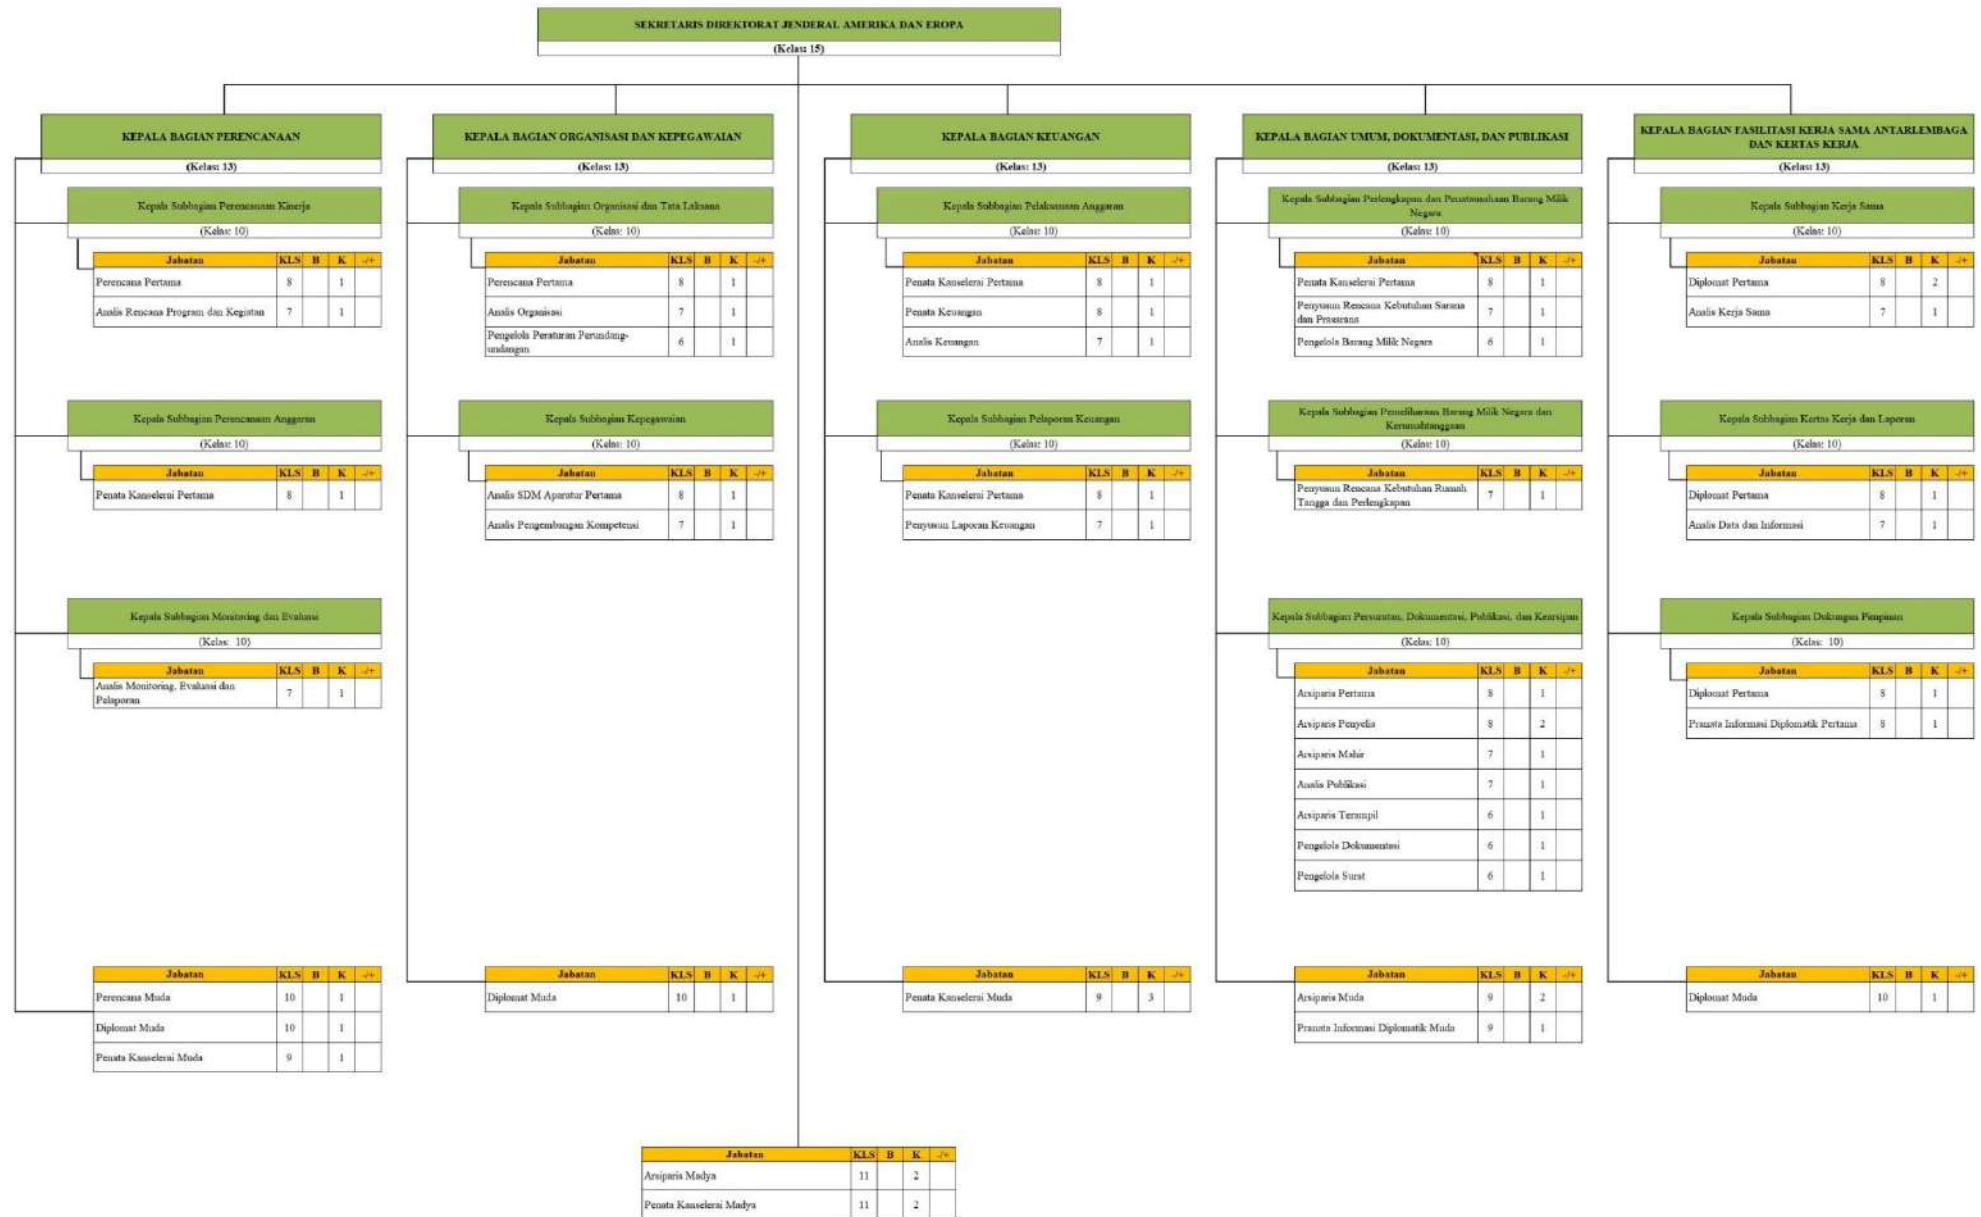 SEKRETARIS DIREKTORAT JENDERAL AMERIKA DAN EROPA
(Kelas: 15)
KEPALA BAGIAN PERENCANAAN
(Kelas: 13)
Kepala Subbagian Perencanaan Kinerja
(Kelas: 10)
Jabatan KLS B K -/+
Perencana Pertama 8 1
Analis Rencana Program dan Kegiatan 7 1
Kepala Subbagian Perencanaan Anggaran
(Kelas: 10)
Jabatan KLS B K -/+
Penata Kanselerai Pertama 8 1
Kepala Subbagian Monitoring dan Evaluasi
(Kelas: 10)
Jabatan KLS B K -/+
Analis Monitoring, Evaluasi dan
Pelaporan 7 1
Jabatan KLS B K -/+
Perencana Muda 10 1
Diplomat Muda 10 1
Penata Kanselerai Muda 9 1
KEPALA BAGIAN ORGANISASI DAN KEPEGAWAIAN
(Kelas: 13)
Kepala Subbagian Organisasi dan Tata Laksana
(Kelas: 10)
Jabatan KLS B K -/+
Perencana Pertama 8 1
Analis Organisasi 7 1
Pengelola Peraturan Perundang-
undangan 6 1
Kepala Subbagian Kepegawaian
(Kelas: 10)
Jabatan KLS B K -/+
Analis SDM Aparatur Pertama 8 1
Analis Pengembangan Kompetensi 7 1
Jabatan KLS B K -/+
Diplomat Muda 10 1
KEPALA BAGIAN KEUANGAN
(Kelas: 13)
Kepala Subbagian Pelaksanaan Anggaran
(Kelas: 10)
Jabatan KLS B K -/+
Penata Kanselerai Pertama 8 1
Penata Keuangan 8 1
Analis Keuangan 7 1
Kepala Subbagian Pelaporan Keuangan
(Kelas: 10)
Jabatan KLS B K -/+
Penata Kanselerai Pertama 8 1
Penyusun Laporan Keuangan 7 1
Jabatan KLS B K -/+
Penata Kanselerai Muda 9 3
KEPALA BAGIAN UMUM, DOKUMENTASI, DAN PUBLIKASI
(Kelas: 13)
Kepala Subbagian Perlengkapan dan Penatausahaan Barang Milik
Negara
(Kelas: 10)
Jabatan KLS B K -/+
Penata Kanselerai Pertama 8 1
Penyusun Rencana Kebutuhan Sarana
dan Prasarana 7 1
Pengelola Barang Milik Negara 6 1
Kepala Subbagian Pemeliharaan Barang Milik Negara dan
Kerumahtanggaan
(Kelas: 10)
Jabatan KLS B K -/+
Penyusun Rencana Kebutuhan Rumah
Tangga dan Perlengkapan 7 1
Kepala Subbagian Persuratan, Dokumentasi, Publikasi, dan Kearsipan
(Kelas: 10)
Jabatan KLS B K -/+
Arsiparis Pertama 8 1
Arsiparis Penyelia 8 2
Arsiparis Mahir 7 1
Analis Publikasi 7 1
Arsiparis Terampil 6 1
Pengelola Dokumentasi 6 1
Pengelola Surat 6 1
Jabatan KLS B K -/+
Arsiparis Muda 9 2
Pranata Informasi Diplomatik Muda 9 1
KEPALA BAGIAN FASILITASI KERJA SAMA ANTARLEMBAGA
DAN KERTAS KERJA
(Kelas: 13)
Kepala Subbagian Kerja Sama
(Kelas: 10)
Jabatan KLS B K -/+
Diplomat Pertama 8 2
Analis Kerja Sama 7 1
Kepala Subbagian Kertas Kerja dan Laporan
(Kelas: 10)
Jabatan KLS B K -/+
Diplomat Pertama 8 1
Analis Data dan Informasi 7 1
Kepala Subbagian Dukungan Pimpinan
(Kelas: 10)
Jabatan KLS B K -/+
Diplomat Pertama 8 1
Pranata Informasi Diplomatik Pertama 8 1
Jabatan KLS B K -/+
Diplomat Muda 10 1
Jabatan KLS B K -/+
Arsiparis Madya 11 2
Penata Kanselerai Madya 11 2